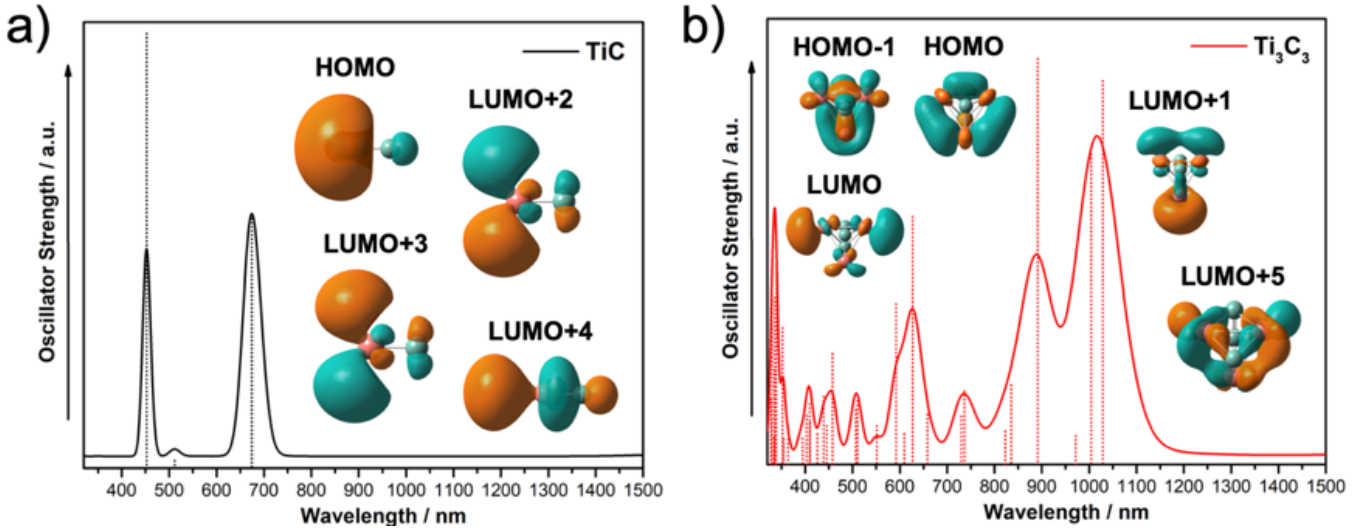 a)
TiC
HOMO
LUMO+2
LUMO+3
LUMO+4
Oscillator Strength / a.u.
400 500 600 700 800 900 1000 1100 1200 1300 1400 1500
Wavelength / nm
b)
Ti₃C₃
HOMO-1
HOMO
LUMO+1
LUMO
LUMO+5
Oscillator Strength / a.u.
400 500 600 700 800 900 1000 1100 1200 1300 1400 1500
Wavelength / nm